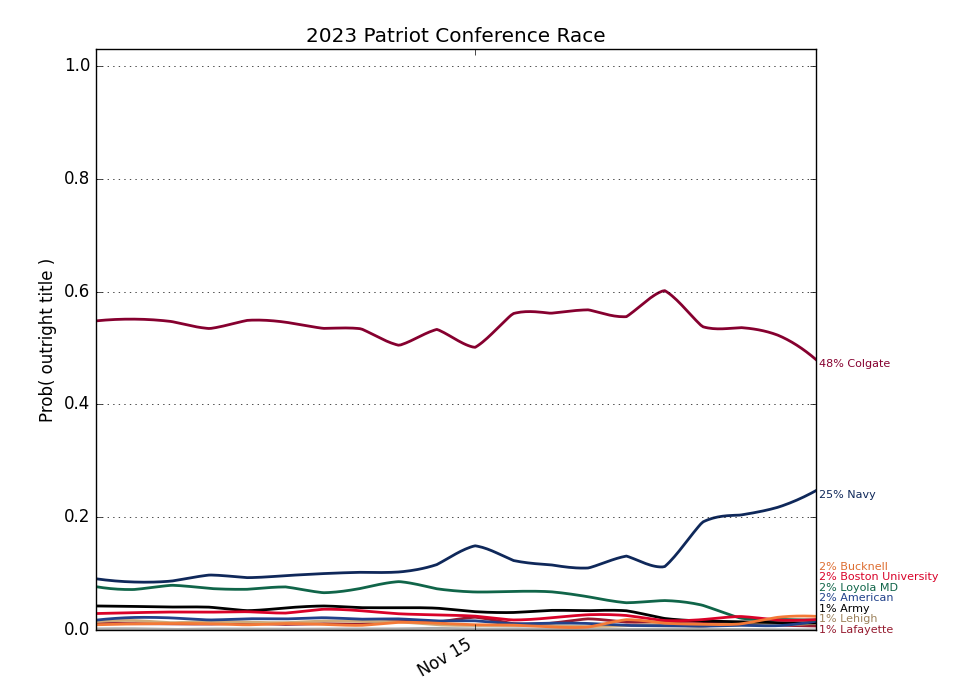 2023 Patriot Conference Race
1.0
0.8
0.6
0.4
0.2
0.0
Prob( outright title )
Nov 15
48% Colgate
25% Navy
2% Bucknell
2% Boston University
2% Loyola MD
2% American
1% Army
1% Lehigh
1% Lafayette